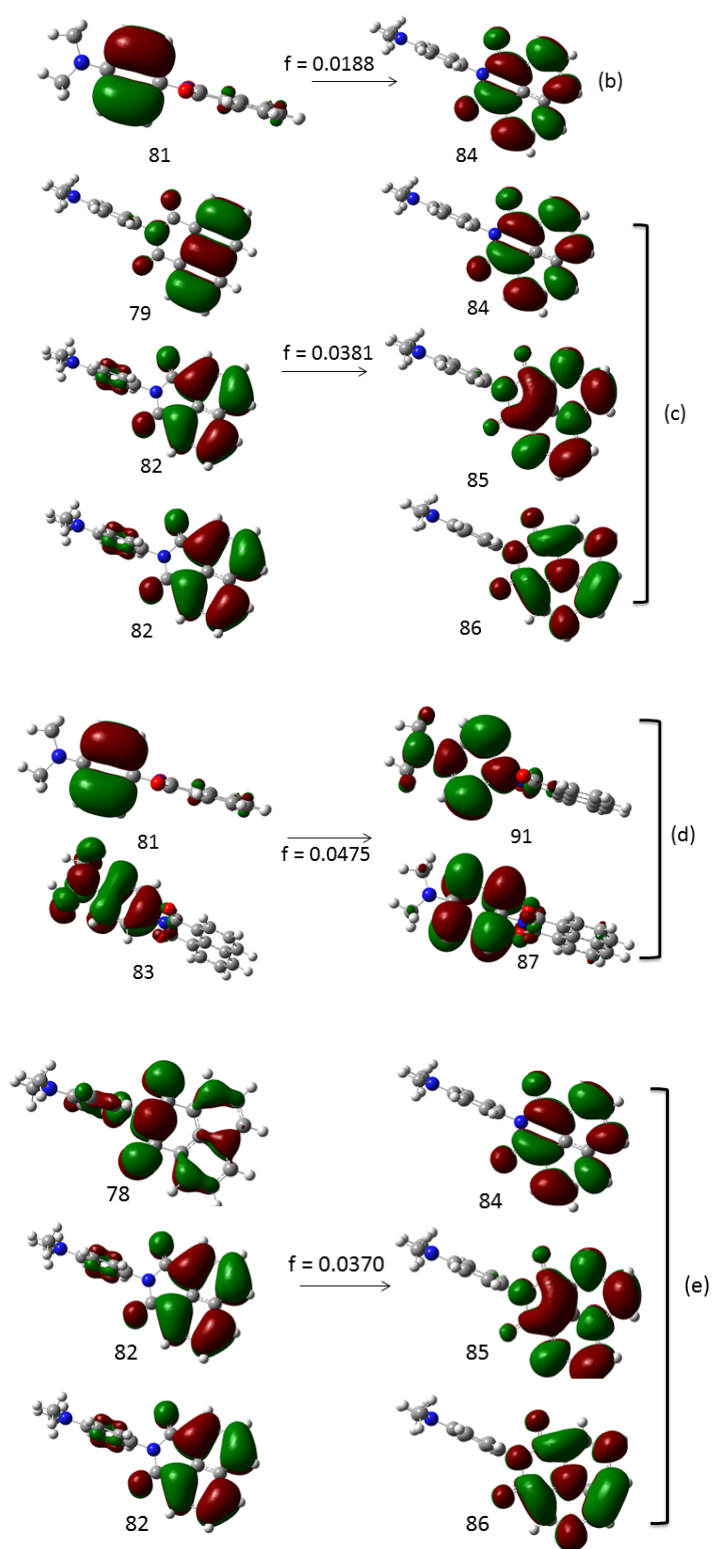 f = 0.0188
(b)
81
84
79
84
f = 0.0381
(c)
82
85
82
86
81
91
f = 0.0475
(d)
83
87
78
84
f = 0.0370
(e)
82
85
82
86